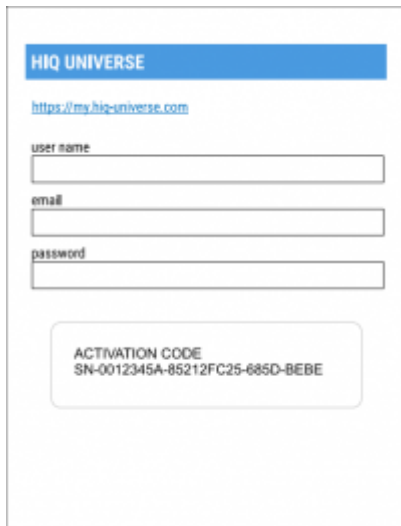 HIQ UNIVERSE
https://my.hiq-universe.com
user name
email
password
ACTIVATION CODE
SN-0012345A-85212FC25-685D-BEBE